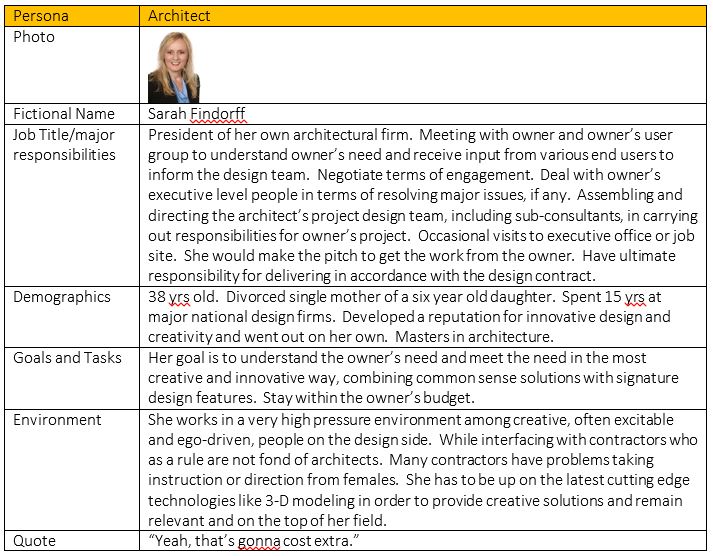 Persona Architect
Photo
Fictional Name Sarah Findorff
Job Title/major responsibilities
President of her own architectural firm.  Meeting with owner and owner's user
group to understand owner's need and receive input from various end users to
inform the design team.  Negotiate terms of engagement.  Deal with owner's
executive level people in terms of resolving major issues, if any.  Assembling and
directing the architect's project design team, including sub-consultants, in carrying
out responsibilities for owner's project.  Occasional visits to executive office or job
site.  She would make the pitch to get the work from the owner.  Have ultimate
responsibility for delivering in accordance with the design contract.
Demographics 38 yrs old.  Divorced single mother of a six year old daughter.  Spent 15 yrs at
major national design firms.  Developed a reputation for innovative design and
creativity and went out on her own.  Masters in architecture.
Goals and Tasks Her goal is to understand the owner's need and meet the need in the most
creative and innovative way, combining common sense solutions with signature
design features.  Stay within the owner's budget.
Environment She works in a very high pressure environment among creative, often excitable
and ego-driven, people on the design side.  While interfacing with contractors who
as a rule are not fond of architects.  Many contractors have problems taking
instruction or direction from females.  She has to be up on the latest cutting edge
technologies like 3-D modeling in order to provide creative solutions and remain
relevant and on the top of her field.
Quote "Yeah, that's gonna cost extra."